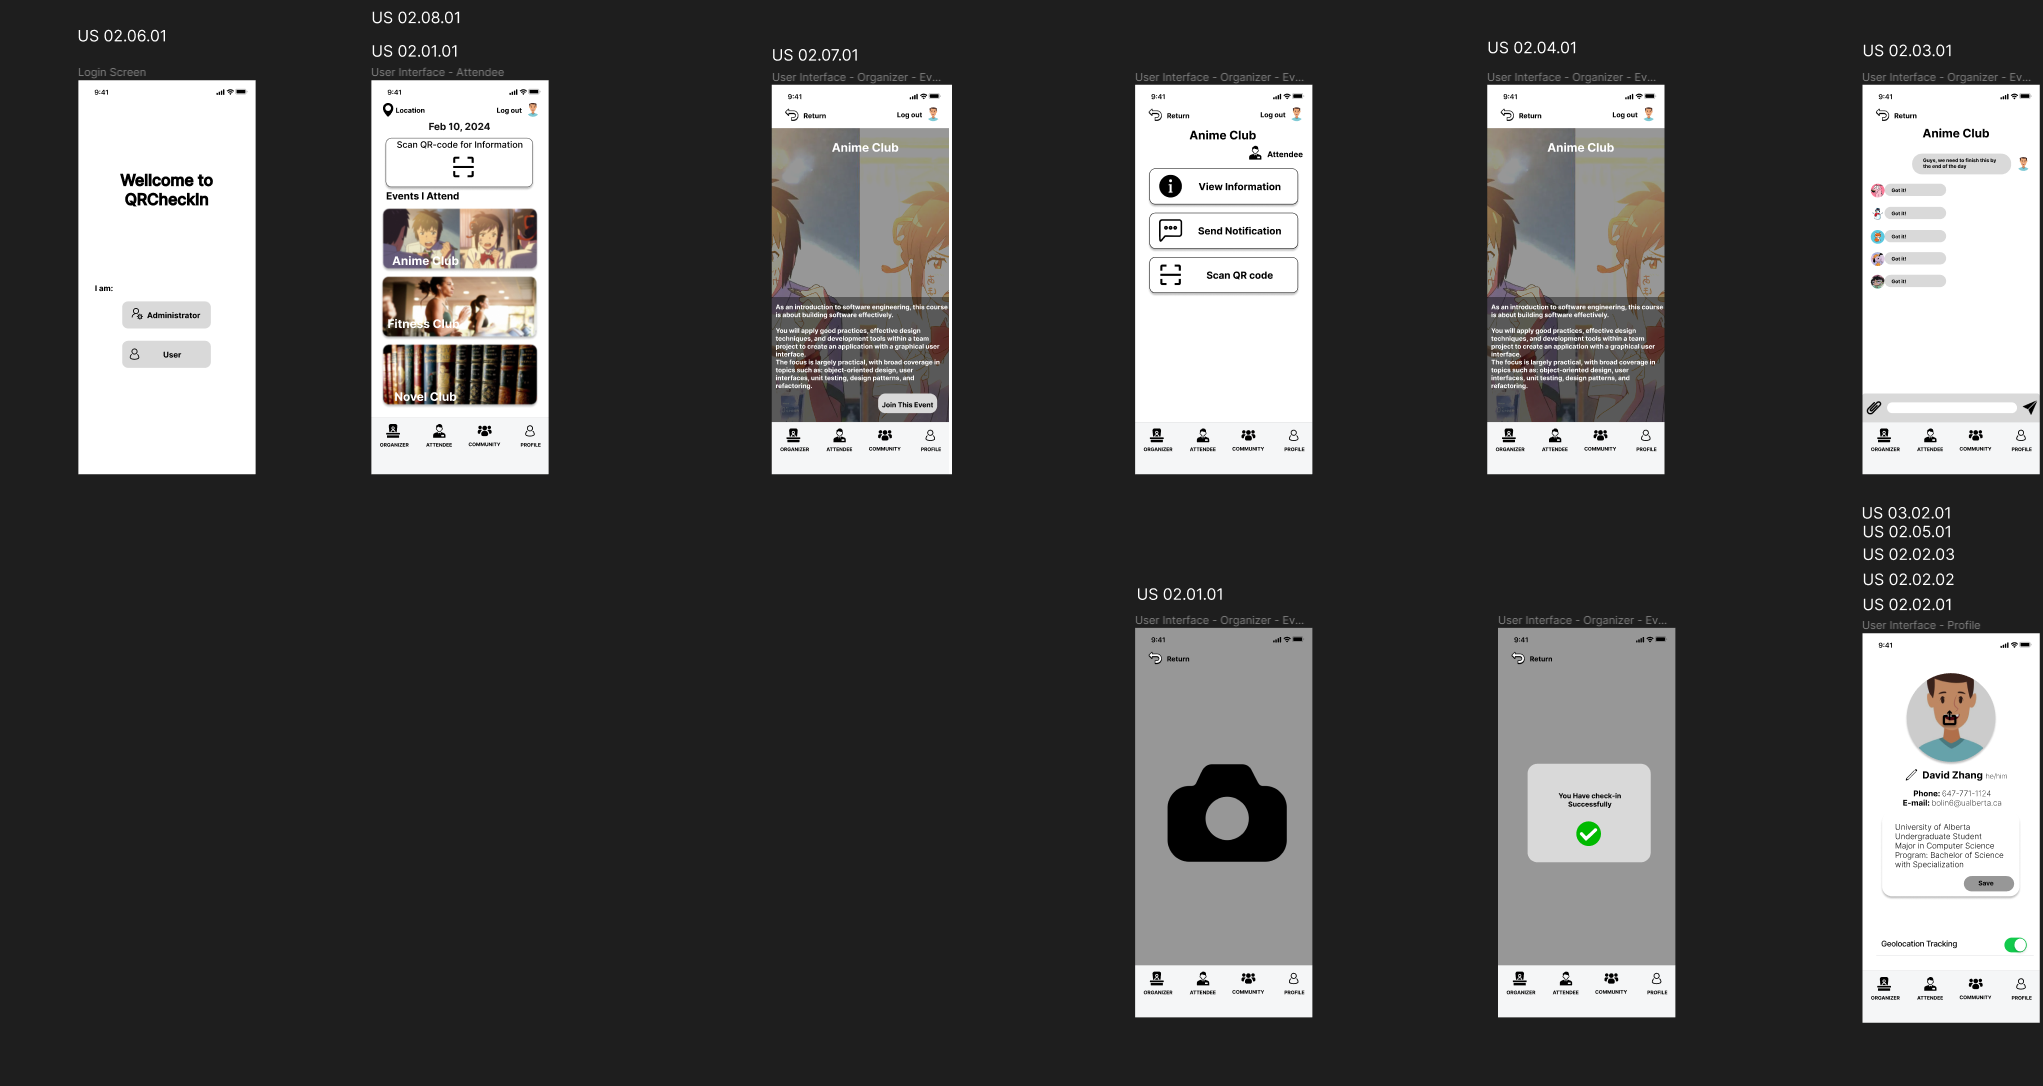 US 02.06.01
Login Screen
9:41
Wellcome to
QRCheckIn
I am:
Administrator
User
US 02.08.01
US 02.01.01
User Interface - Attendee
9:41
Location
Log out
Feb 10, 2024
Scan QR-code for Information
Events I Attend
Anime Club
Fitness Club
Novel Club
ORGANIZER
ATTENDEE
COMMUNITY
PROFILE
US 02.07.01
User Interface - Organizer - Ev...
9:41
Return
Log out
Anime Club
As an introduction to software engineering, this course
is about building software effectively.
You will apply good practices, effective design
techniques, and development tools within a team
project to create an application with a graphical user
interface.
The focus is largely practical, with broad coverage in
topics such as: object-oriented design, user
interfaces, unit testing, design patterns, and
refactoring.
Join This Event
ORGANIZER
ATTENDEE
COMMUNITY
PROFILE
User Interface - Organizer - Ev...
9:41
Return
Log out
Anime Club
Attendee
View Information
Send Notification
Scan QR code
ORGANIZER
ATTENDEE
COMMUNITY
PROFILE
US 02.04.01
User Interface - Organizer - Ev...
9:41
Return
Log out
Anime Club
As an introduction to software engineering, this course
is about building software effectively.
You will apply good practices, effective design
techniques, and development tools within a team
project to create an application with a graphical user
interface.
The focus is largely practical, with broad coverage in
topics such as: object-oriented design, user
interfaces, unit testing, design patterns, and
refactoring.
ORGANIZER
ATTENDEE
COMMUNITY
PROFILE
US 02.03.01
User Interface - Organizer - Ev...
9:41
Return
Anime Club
Guys, we need to finish this by
the end of the day
Got it!
Got it!
Got it!
Got it!
Got it!
ORGANIZER
ATTENDEE
COMMUNITY
PROFILE
US 02.01.01
User Interface - Organizer - Ev...
9:41
Return
ORGANIZER
ATTENDEE
COMMUNITY
PROFILE
User Interface - Organizer - Ev...
9:41
Return
You Have check-in
Successfully
ORGANIZER
ATTENDEE
COMMUNITY
PROFILE
US 03.02.01
US 02.05.01
US 02.02.03
US 02.02.02
US 02.02.01
User Interface - Profile
9:41
David Zhang he/him
Phone: 647-771-1124
E-mail: bolin6@ualberta.ca
University of Alberta
Undergraduate Student
Major in Computer Science
Program: Bachelor of Science
with Specialization
Save
Geolocation Tracking
ORGANIZER
ATTENDEE
COMMUNITY
PROFILE